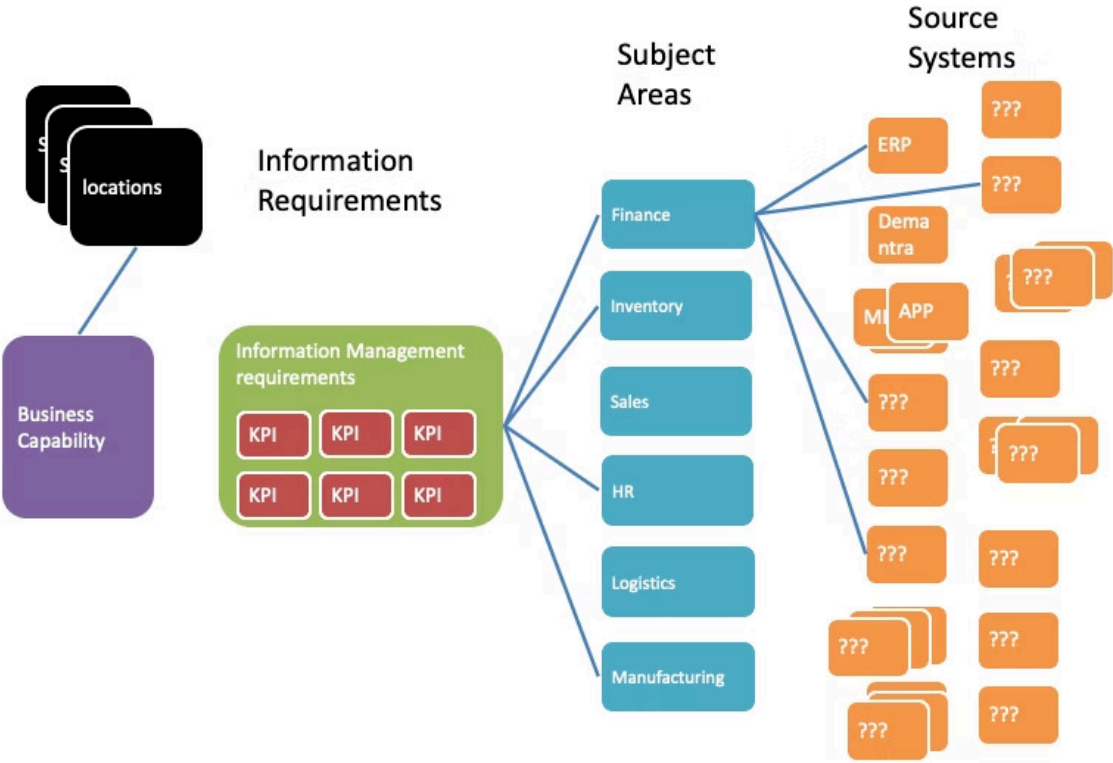 Source
Systems
Subject
Areas
Information
Requirements
locations
Business
Capability
Information Management
requirements
KPI
KPI
KPI
KPI
KPI
KPI
Finance
Inventory
Sales
HR
Logistics
Manufacturing
ERP
Dema
ntra
APP
???
???
???
???
???
???
???
???
???
???
???
???
???